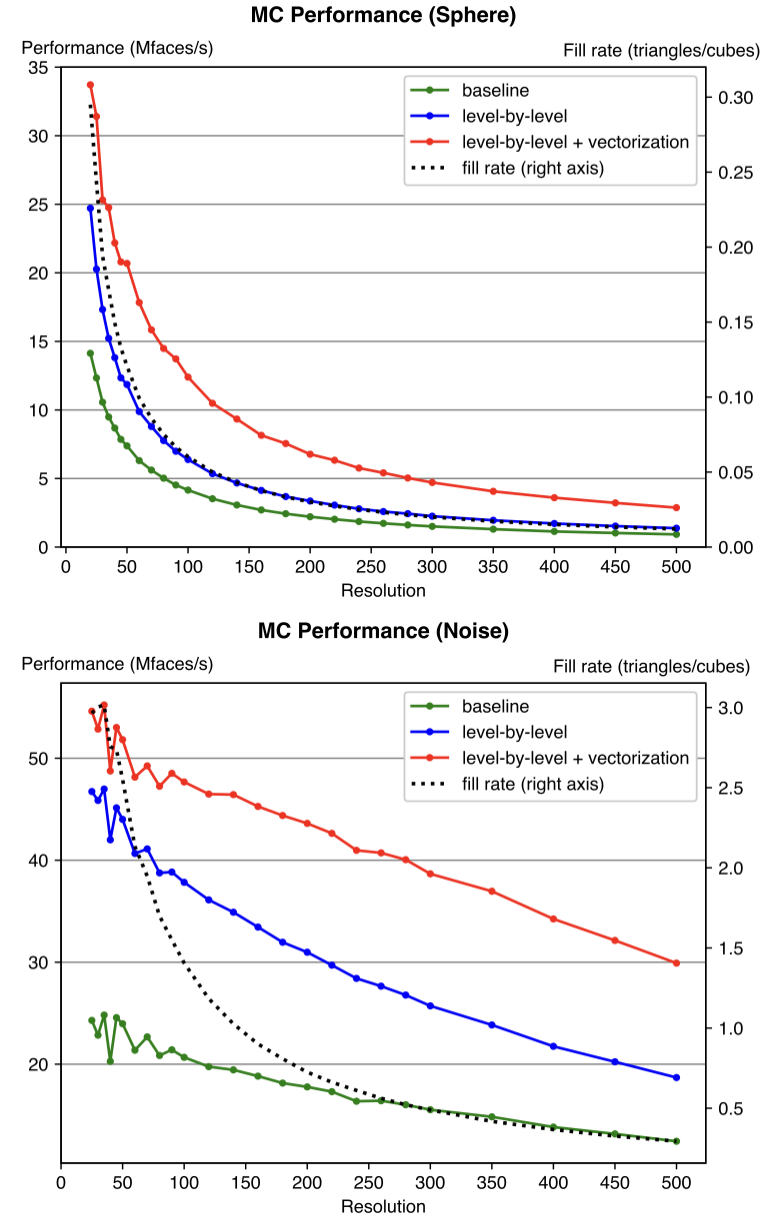 MC Performance (Sphere)
Performance (Mfaces/s)
Fill rate (triangles/cubes)
35
30
25
20
15
10
5
0
0.30
0.25
0.20
0.15
0.10
0.05
0.00
baseline
level-by-level
level-by-level + vectorization
fill rate (right axis)
0 50 100 150 200 250 300 350 400 450 500
Resolution
MC Performance (Noise)
Performance (Mfaces/s)
Fill rate (triangles/cubes)
50
40
30
20
3.0
2.5
2.0
1.5
1.0
0.5
baseline
level-by-level
level-by-level + vectorization
fill rate (right axis)
0 50 100 150 200 250 300 350 400 450 500
Resolution